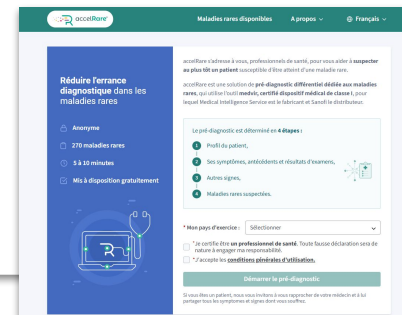 accelRare®
Maladies rares disponibles
A propos
Français
Réduire l'errance
diagnostique dans les
maladies rares
Anonyme
270 maladies rares
5 à 10 minutes
Mis à disposition gratuitement
accelRare s'adresse à vous, professionnels de santé, pour vous aider à suspecter
au plus tôt un patient susceptible d'être atteint d'une maladie rare.
accelRare est une solution de pré-diagnostic différentiel dédiée aux maladies
rares, qui utilise l'outil medvir, certifié dispositif médical de classe I, pour
lequel Medical Intelligence Service est le fabricant et Sanofi le distributeur.
Le pré-diagnostic est déterminé en 4 étapes :
1 Profil du patient,
2 Ses symptômes, antécédents et résultats d'examens,
3 Autres signes,
4 Maladies rares suspectées.
* Mon pays d'exercice : Sélectionner
* Je certifie être un professionnel de santé. Toute fausse déclaration sera de
nature à engager ma responsabilité.
* J'accepte les conditions générales d'utilisation.
Démarrer le pré-diagnostic
Si vous êtes un patient, nous vous invitons à vous rapprocher de votre médecin et à lui
partager tous les symptomes et signes dont vous souffrez.